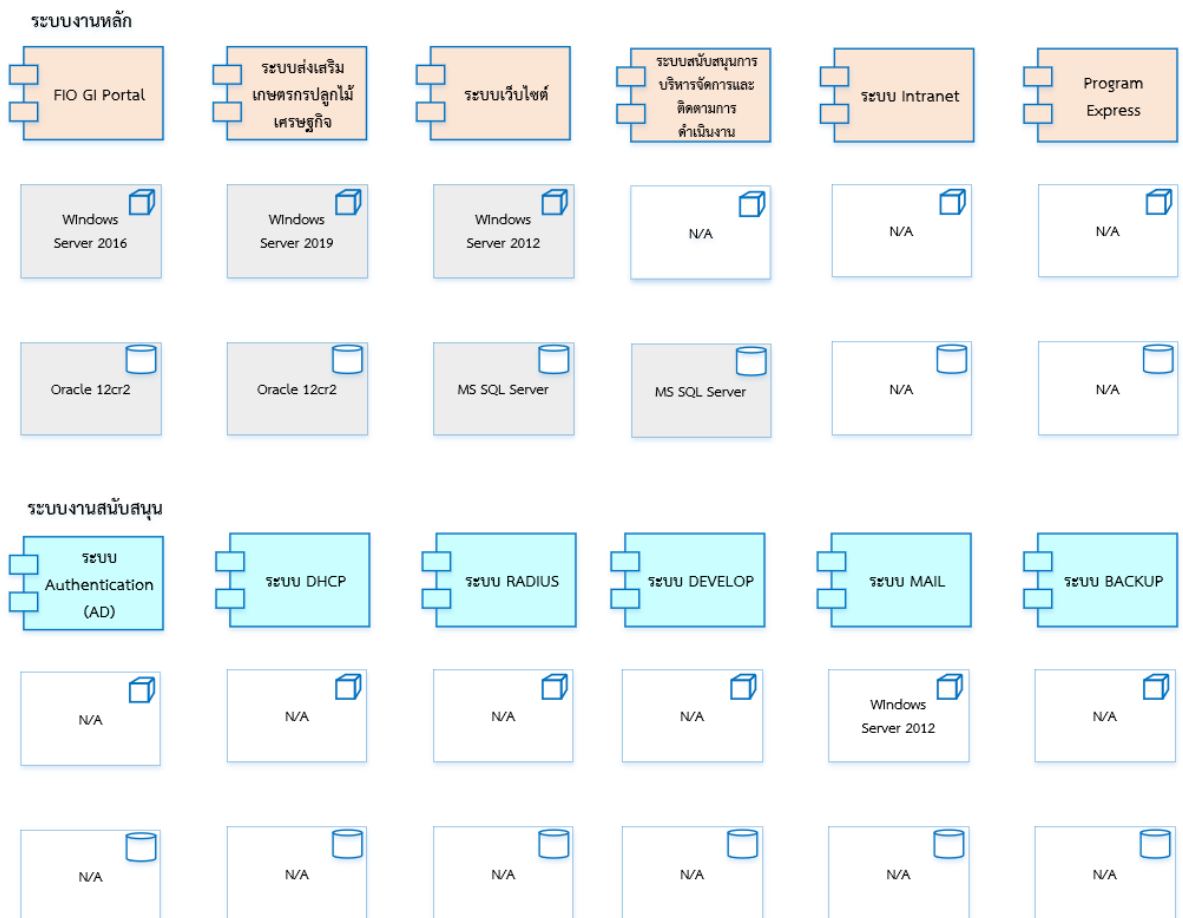 ระบบงานหลัก
FIO GI Portal
ระบบส่งเสริม
เกษตรกรปลูกไม้
เศรษฐกิจ
ระบบเว็บไซต์
ระบบสนับสนุนการ
บริหารจัดการและ
ติดตามการ
ดำเนินงาน
ระบบ Intranet
Program
Express
Windows
Server 2016
Windows
Server 2019
Windows
Server 2012
N/A
N/A
N/A
Oracle 12cr2
Oracle 12cr2
MS SQL Server
MS SQL Server
N/A
N/A
ระบบงานสนับสนุน
ระบบ
Authentication
(AD)
ระบบ DHCP
ระบบ RADIUS
ระบบ DEVELOP
ระบบ MAIL
ระบบ BACKUP
N/A
N/A
N/A
N/A
Windows
Server 2012
N/A
N/A
N/A
N/A
N/A
N/A
N/A